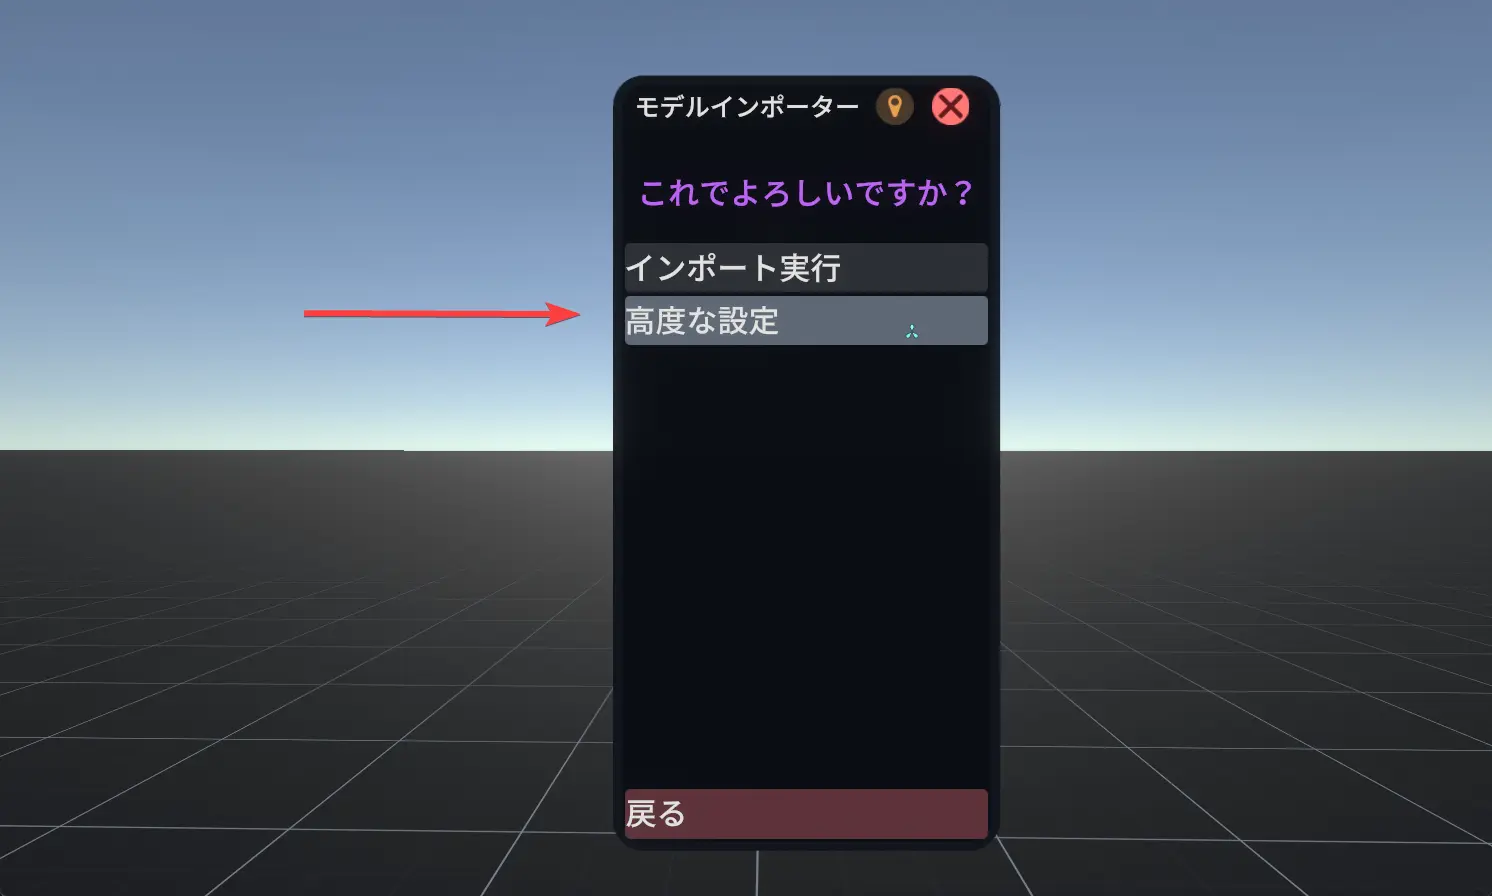 モデルインポーター
これでよろしいですか？
インポート実行
高度な設定
戻る